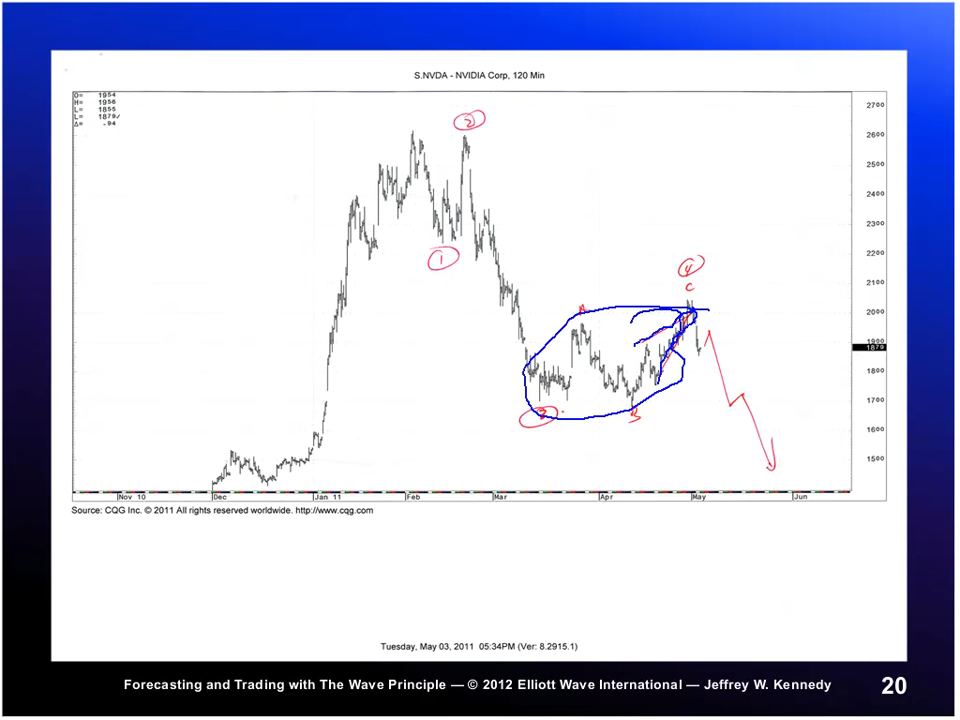 S.NVDA - NVIDIA Corp, 120 Min
O= 1954
H= 1956
L= 1855
L= 1879/
Δ= -.94
2700
2600
2500
2400
2300
2200
2100
2000
1900
1879
1800
1700
1600
1500
2
1
3
A
B
4
C
Nov 10 Dec Jan 11 Feb Mar Apr May Jun
Source: CQG Inc. © 2011 All rights reserved worldwide. http://www.cqg.com
Tuesday, May 03, 2011 05:34PM (Ver: 8.2915.1)
Forecasting and Trading with The Wave Principle — © 2012 Elliott Wave International — Jeffrey W. Kennedy
20